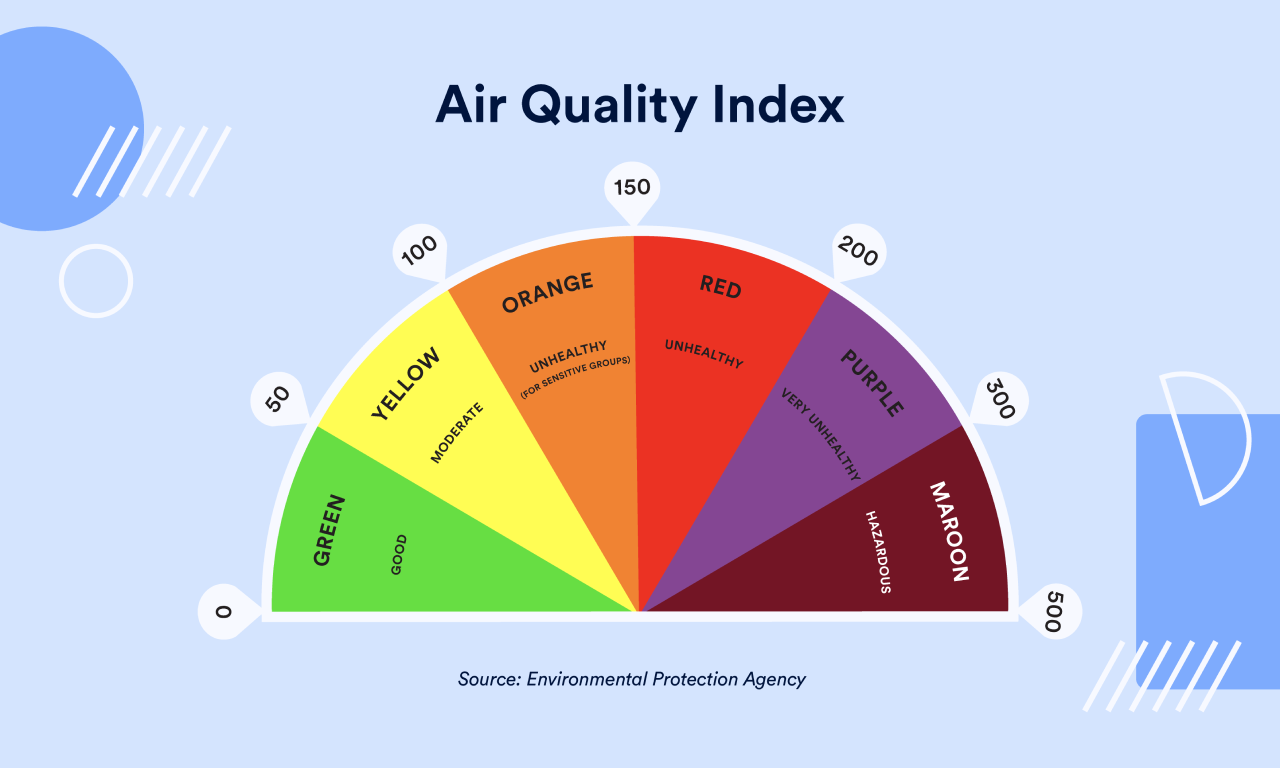 Air Quality Index
0
50
100
150
200
300
500
GREEN
GOOD
YELLOW
MODERATE
ORANGE
UNHEALTHY
(FOR SENSITIVE GROUPS)
RED
UNHEALTHY
PURPLE
VERY UNHEALTHY
MAROON
HAZARDOUS
Source: Environmental Protection Agency